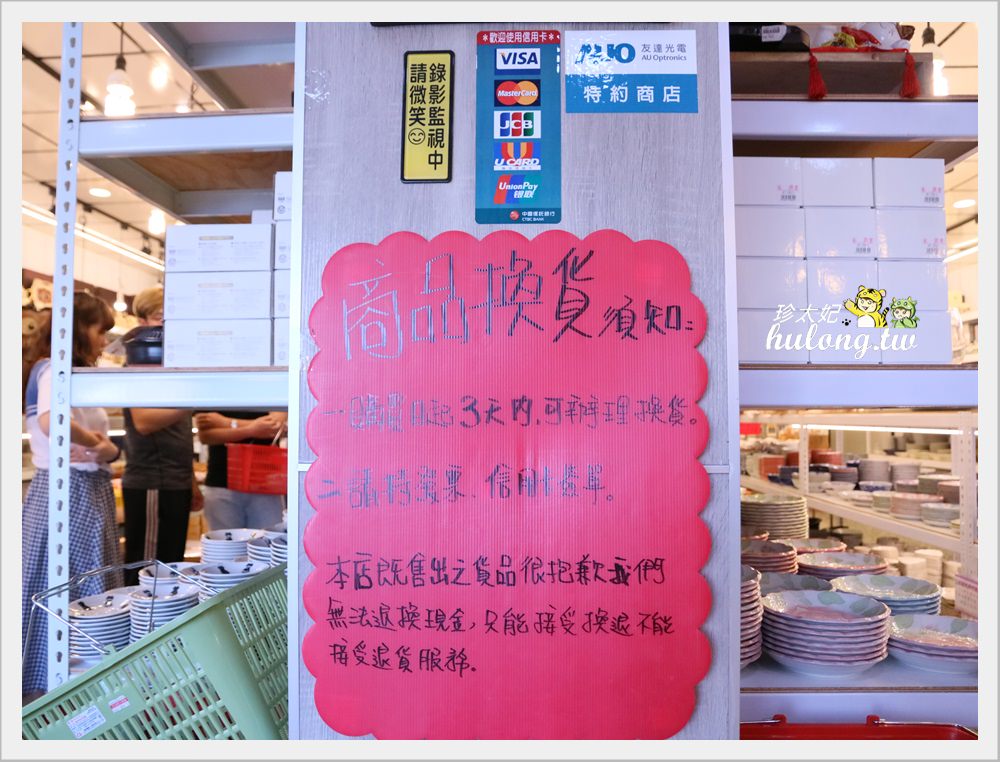 錄影監視中
請微笑
*歡迎使用信用卡*
VISA
MasterCard
JCB
U CARD
UnionPay
银联
中國信託銀行
CTBC BANK
AUO 友達光電
AU Optronics
特約商店
商品換貨須知:
一.購買日起3天內,可辦理換貨。
二.請持發票、信用卡簽單。
本店既售出之貨品很抱歉我們
無法退換現金,只能接受換退不能
接受退貨服務。
珍太妃
hulong.tw